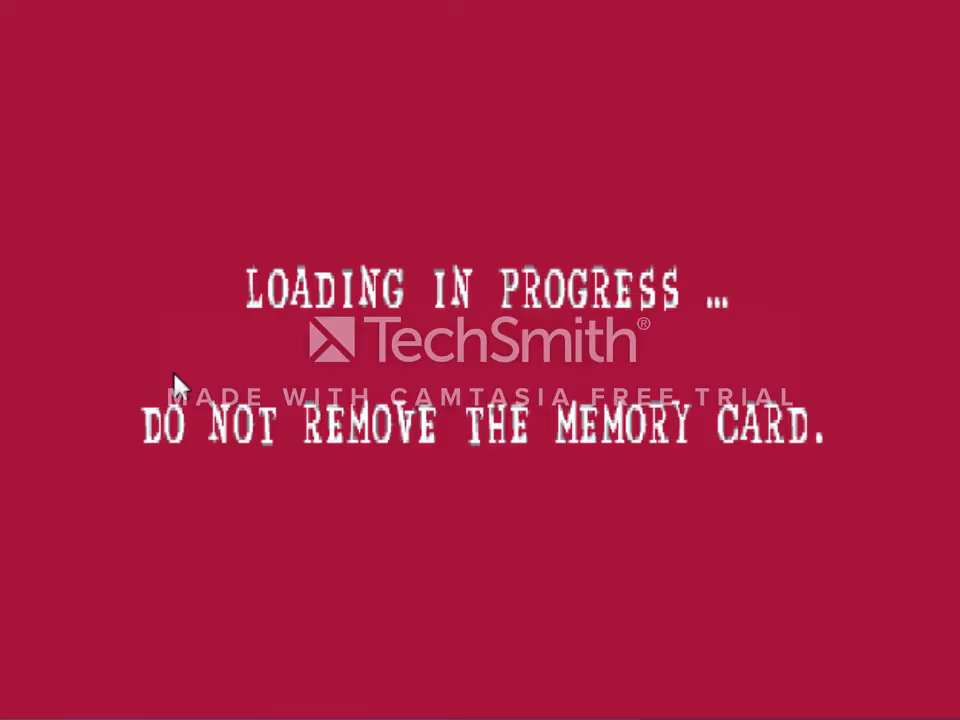 LOADING IN PROGRESS ...
TechSmith®
MADE WITH CAMTASIA FREE TRIAL
DO NOT REMOVE THE MEMORY CARD.